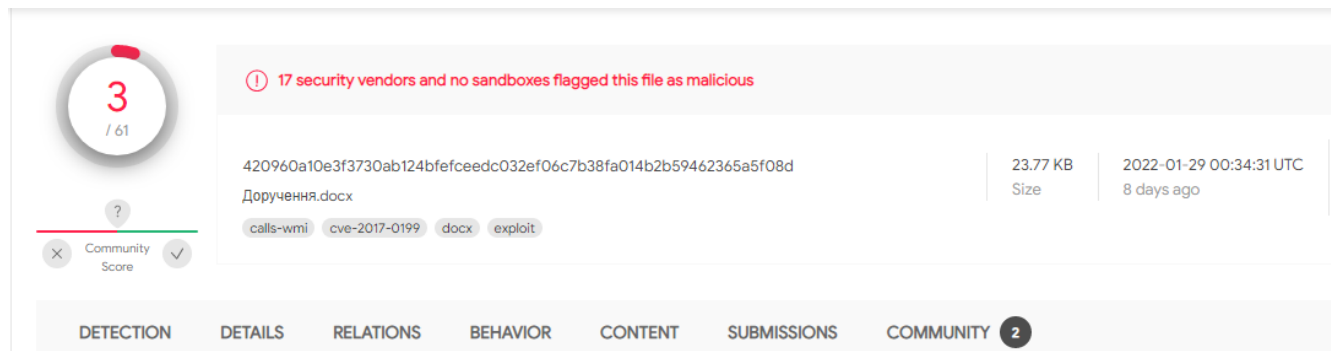 3
/ 61
?
Community
Score
17 security vendors and no sandboxes flagged this file as malicious
420960a10e3f3730ab124bfefceedc032ef06c7b38fa014b2b59462365a5f08d
Доручення.docx
calls-wmi cve-2017-0199 docx exploit
23.77 KB
Size
2022-01-29 00:34:31 UTC
8 days ago
DETECTION DETAILS RELATIONS BEHAVIOR CONTENT SUBMISSIONS COMMUNITY 2